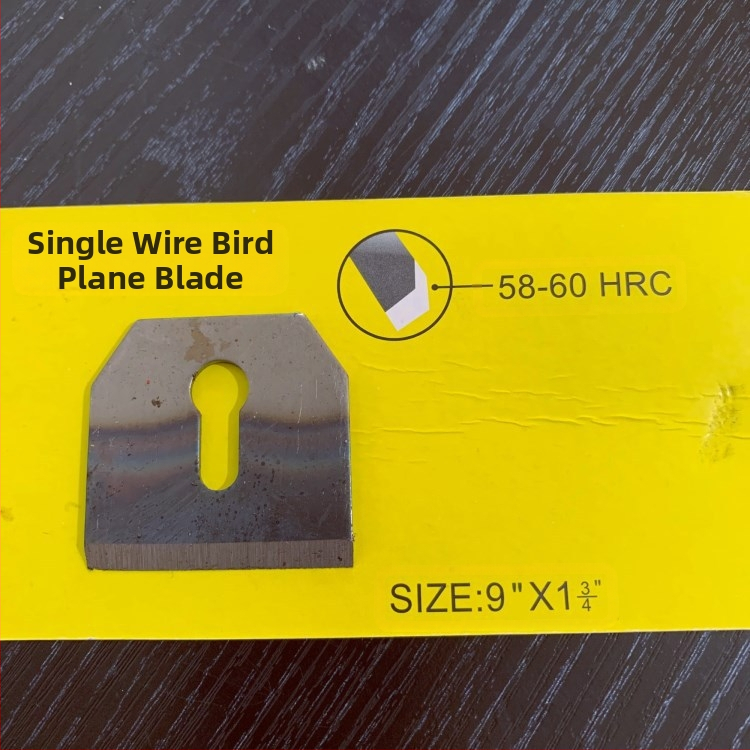 Single Wire Bird
Plane Blade
58-60 HRC
SIZE:9"X1¾"